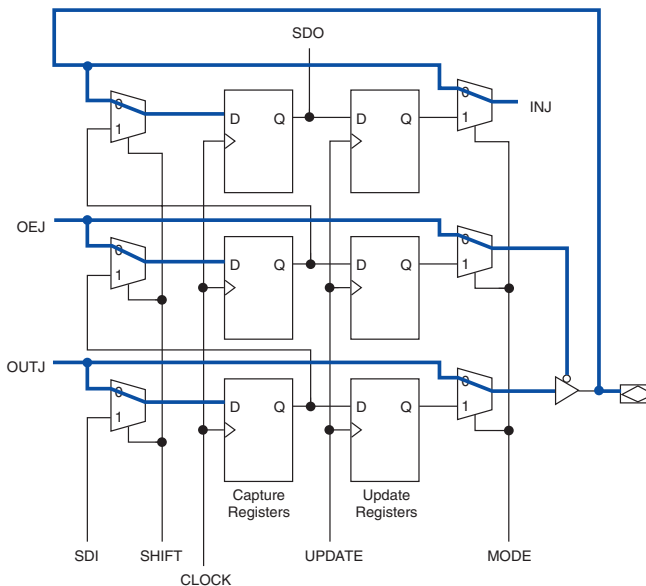 SDO
0
1
D Q
D Q
0
1
INJ
OEJ
0
1
D Q
D Q
0
1
OUTJ
0
1
D Q
D Q
0
1
Capture
Registers
Update
Registers
SDI
SHIFT
CLOCK
UPDATE
MODE